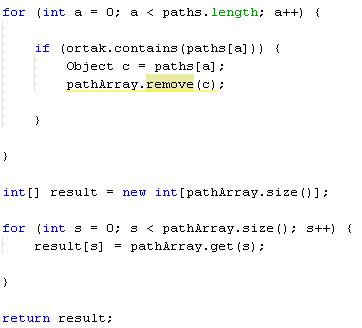 for (int a = 0; a < paths.length; a++) {
if (ortak.contains(paths[a])) {
Object c = paths[a];
pathArray.remove(c);
}
}
int[] result = new int[pathArray.size()];
for (int s = 0; s < pathArray.size(); s++) {
result[s] = pathArray.get(s);
}
return result;